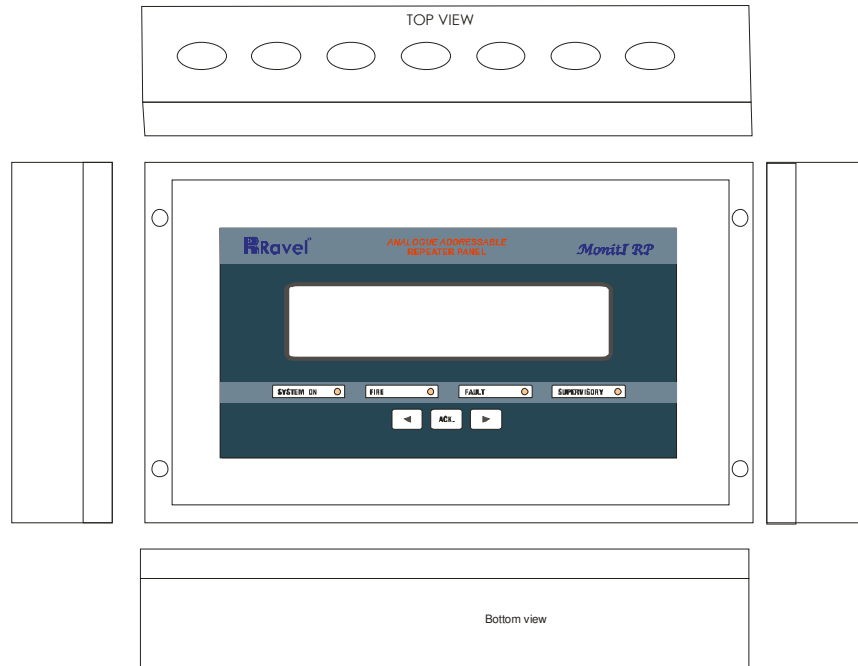 TOP VIEW
Ravel
ANALOGUE ADDRESSABLE
REPEATER PANEL
MonitI RP
SYSTEM ON
FIRE
FAULT
SUPERVISORY
ACK.
Bottom view